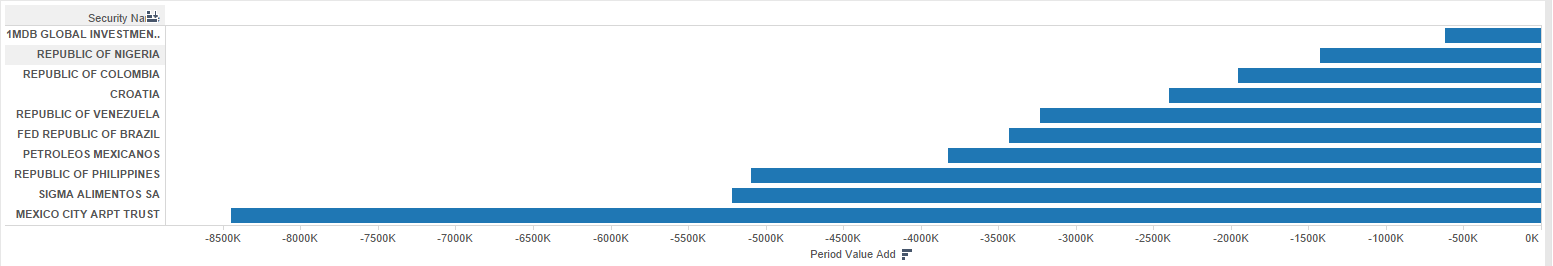 Security Na
1MDB GLOBAL INVESTMEN..
REPUBLIC OF NIGERIA
REPUBLIC OF COLOMBIA
CROATIA
REPUBLIC OF VENEZUELA
FED REPUBLIC OF BRAZIL
PETROLEOS MEXICANOS
REPUBLIC OF PHILIPPINES
SIGMA ALIMENTOS SA
MEXICO CITY ARPT TRUST
-8500K -8000K -7500K -7000K -6500K -6000K -5500K -5000K -4500K -4000K -3500K -3000K -2500K -2000K -1500K -1000K -500K 0K
Period Value Add